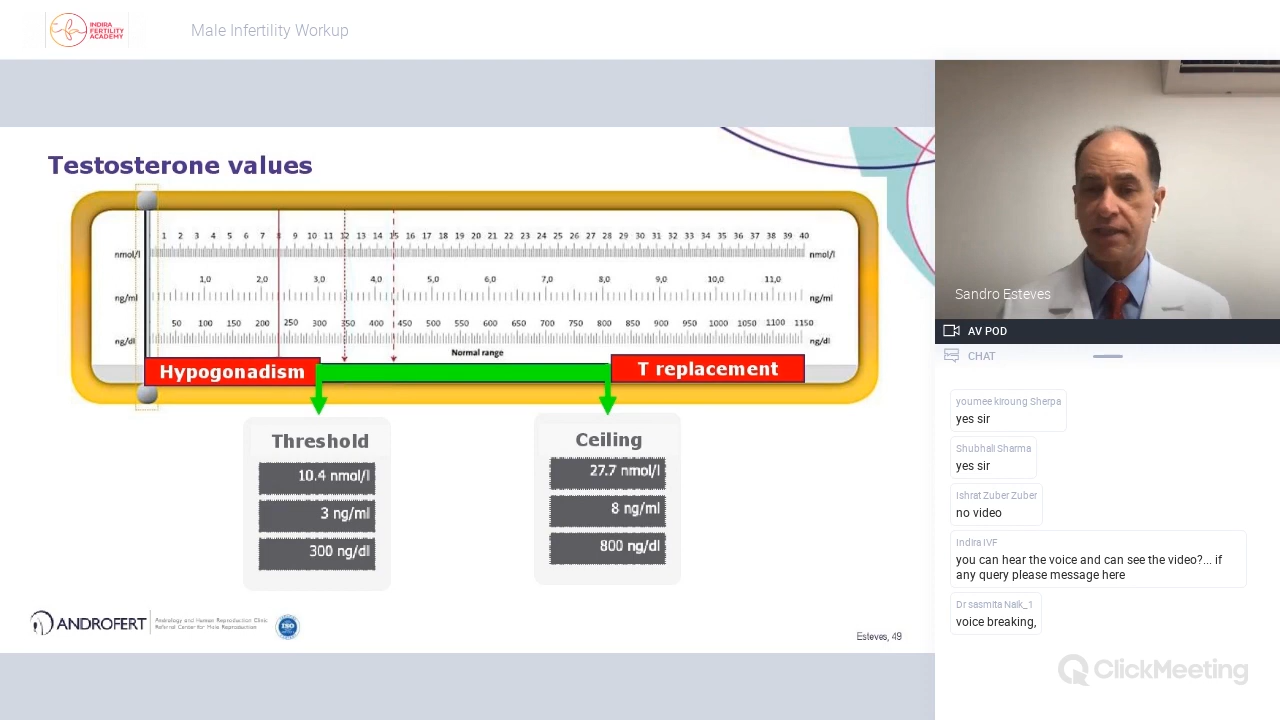 INDIRA
FERTILITY
ACADEMY
Male Infertility Workup
Testosterone values
1 2 3 4 5 6 7 8 9 10 11 12 13 14 15 16 17 18 19 20 21 22 23 24 25 26 27 28 29 30 31 32 33 34 35 36 37 38 39 40
nmol/l nmol/l
1,0 2,0 3,0 4,0 5,0 6,0 7,0 8,0 9,0 10,0 11,0
ng/ml ng/ml
50 100 150 200 250 300 350 400 450 500 550 600 650 700 750 800 850 900 950 1000 1050 1100 1150
ng/dl ng/dl
Normal range
Hypogonadism
T replacement
Threshold
10.4 nmol/l
3 ng/ml
300 ng/dl
Ceiling
27.7 nmol/l
8 ng/ml
800 ng/dl
ANDROFERT
Andrology and Human Reproduction Clinic
Referral Center for Male Reproduction
ISO
Esteves, 49
Sandro Esteves
AV POD
CHAT
youmee kiroung Sherpa
yes sir
Shubhali Sharma
yes sir
Ishrat Zuber Zuber
no video
Indira IVF
you can hear the voice and can see the video?... if
any query please message here
Dr sasmita Naik_1
voice breaking,
ClickMeeting